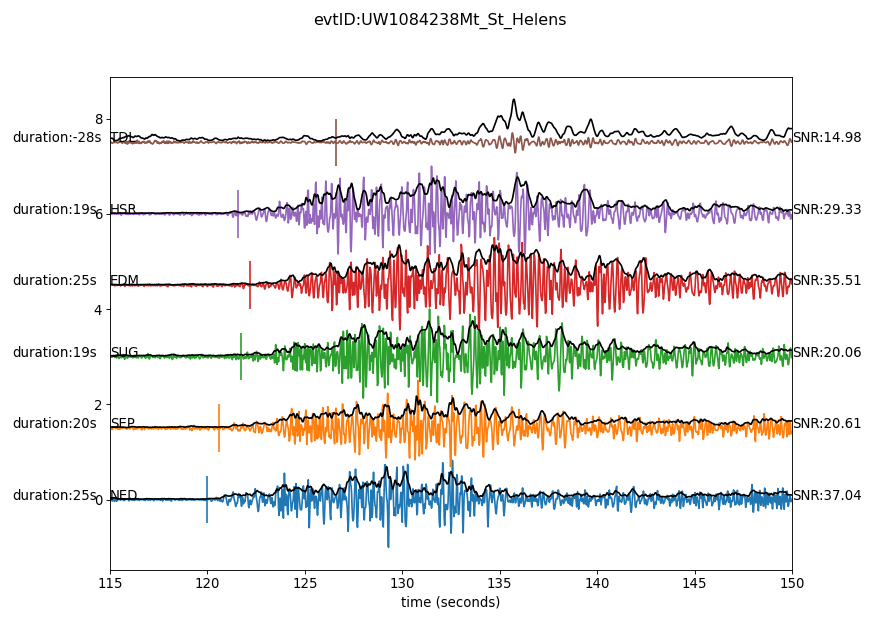 evtID:UW1084238Mt_St_Helens
8
duration:-28s TDL SNR:14.98
duration:19s HSR SNR:29.33
6
duration:25s EDM SNR:35.51
4
duration:19s SUG SNR:20.06
2
duration:20s SEP SNR:20.61
duration:25s NED SNR:37.04
0
115 120 125 130 135 140 145 150
time (seconds)